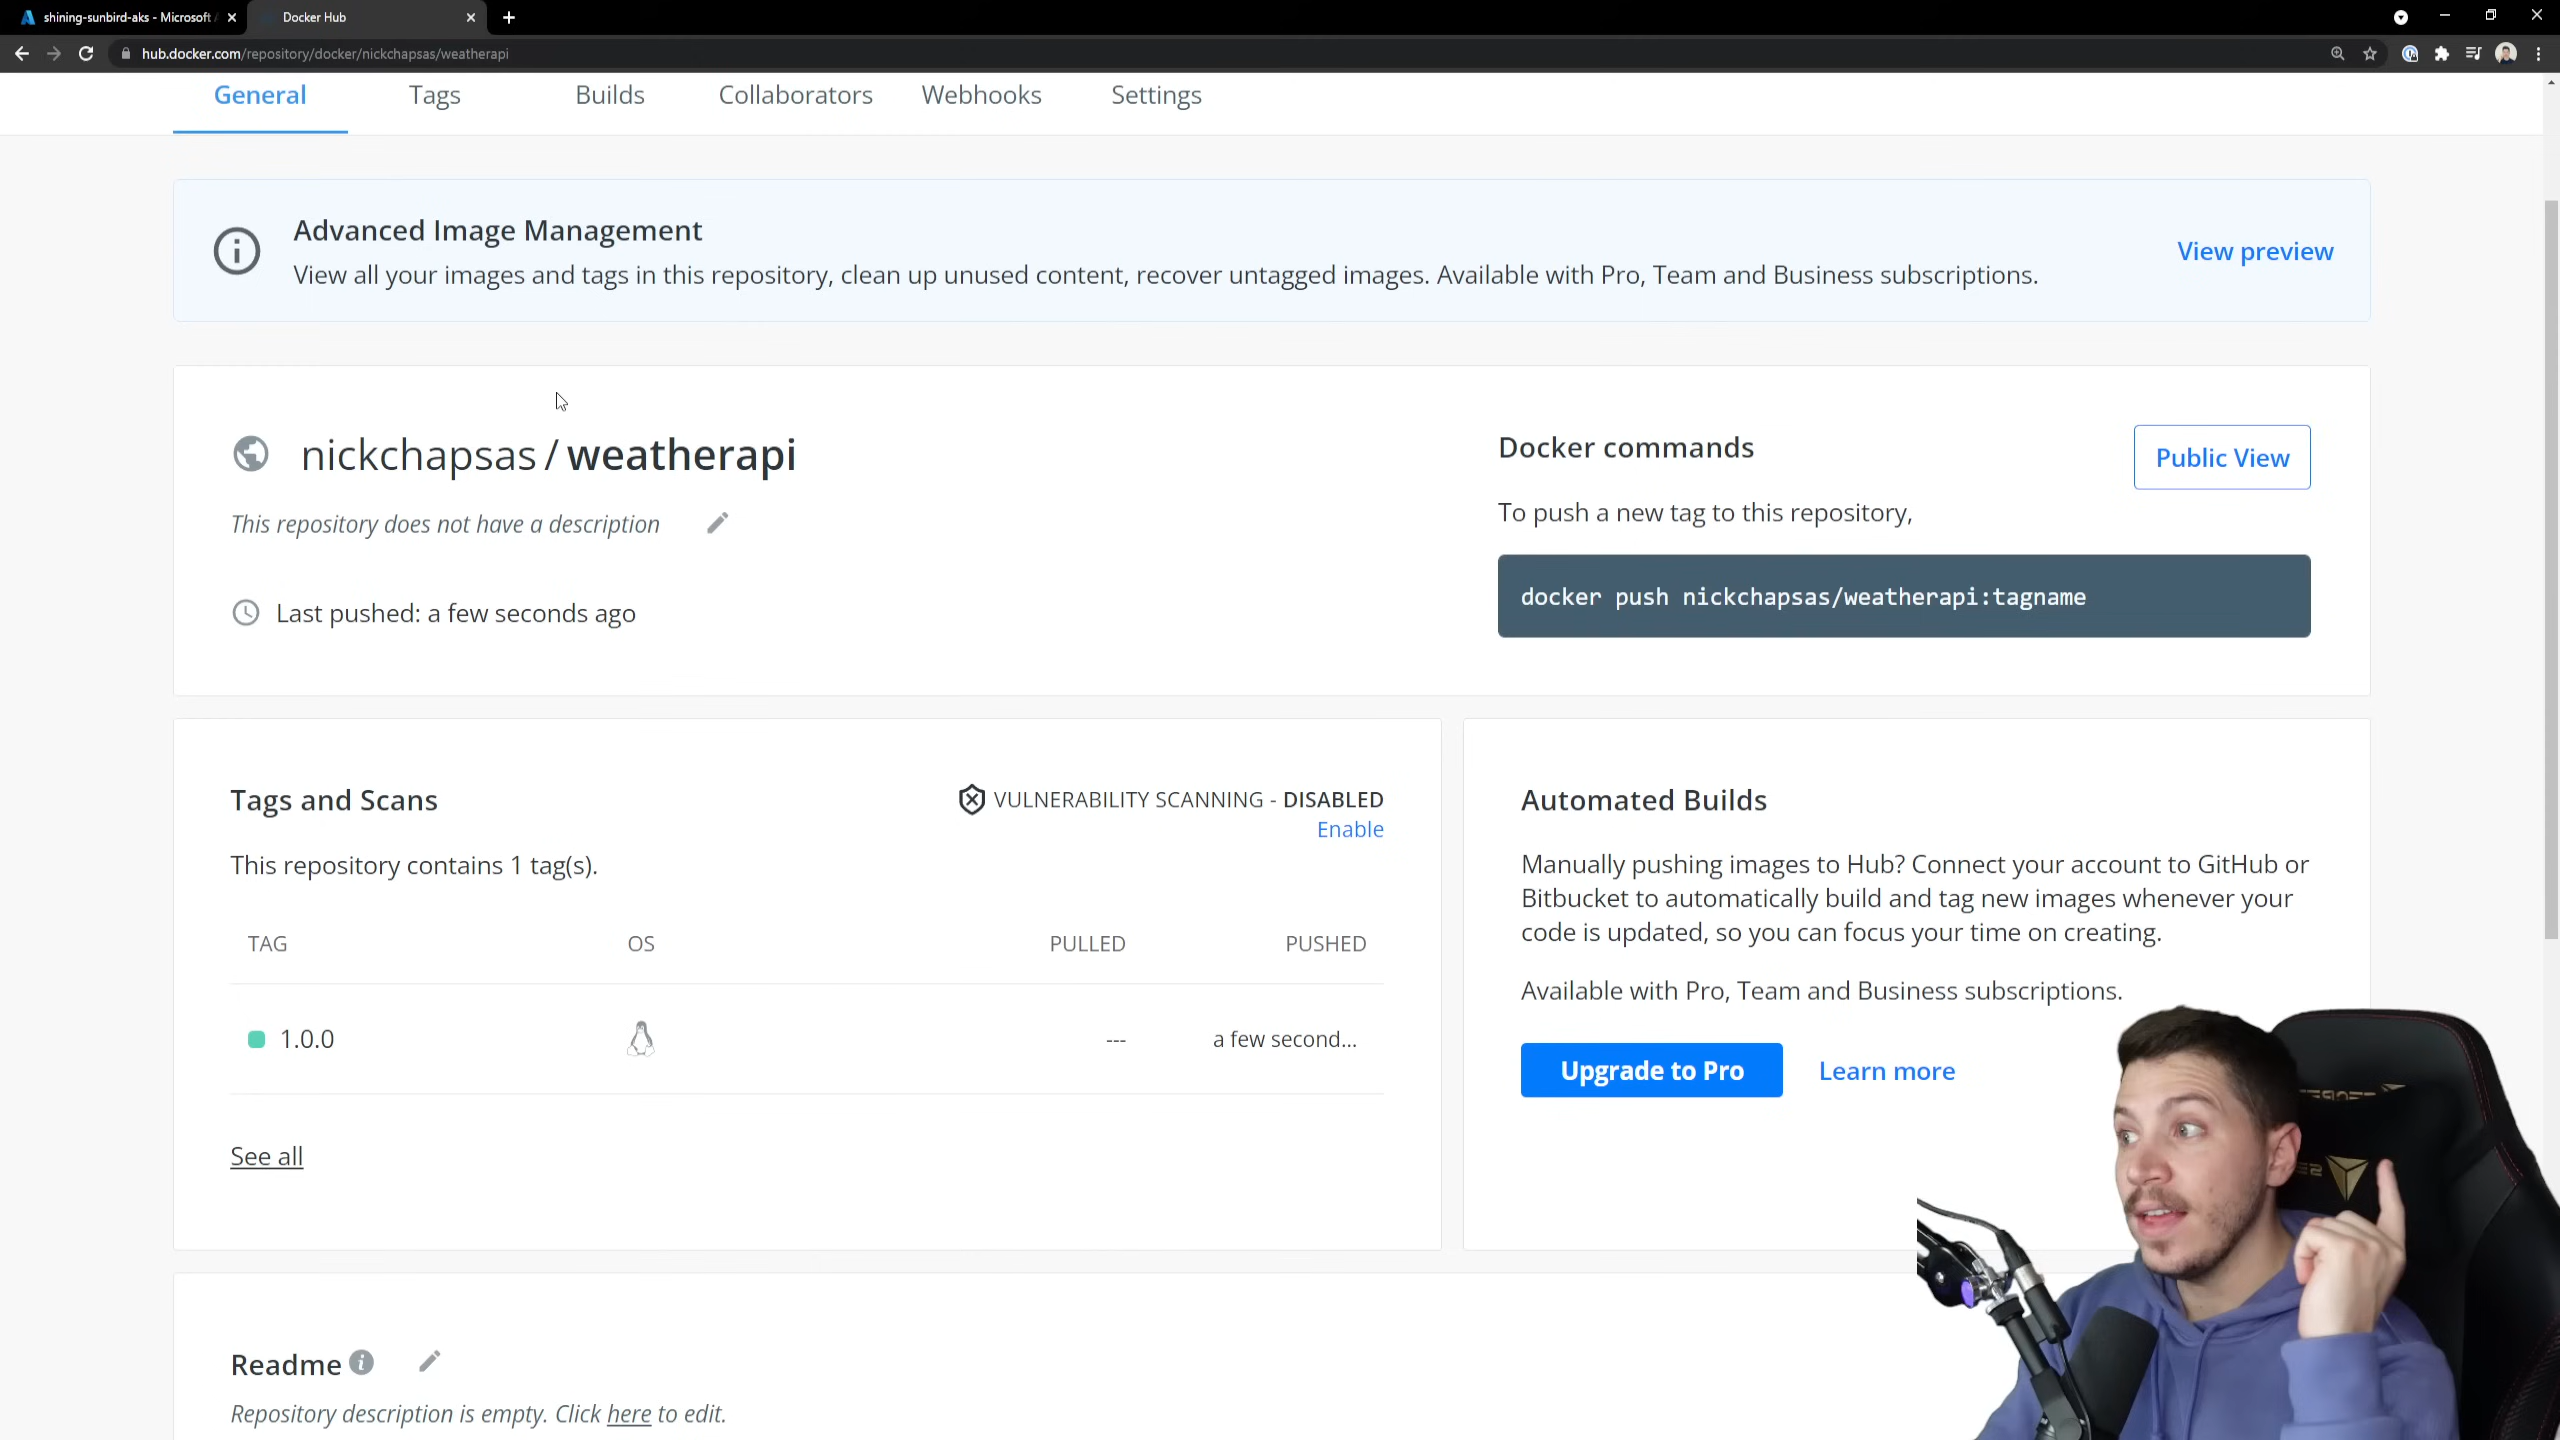 shining-sunbird-aks - Microsoft
Docker Hub
hub.docker.com/repository/docker/nickchapsas/weatherapi
General
Tags
Builds
Collaborators
Webhooks
Settings
Advanced Image Management
View all your images and tags in this repository, clean up unused content, recover untagged images. Available with Pro, Team and Business subscriptions.
View preview
nickchapsas / weatherapi
This repository does not have a description
Last pushed: a few seconds ago
Docker commands
Public View
To push a new tag to this repository,
docker push nickchapsas/weatherapi:tagname
Tags and Scans
VULNERABILITY SCANNING - DISABLED
Enable
This repository contains 1 tag(s).
TAG
OS
PULLED
PUSHED
1.0.0
---
a few second...
See all
Automated Builds
Manually pushing images to Hub? Connect your account to GitHub or
Bitbucket to automatically build and tag new images whenever your
code is updated, so you can focus your time on creating.
Available with Pro, Team and Business subscriptions.
Upgrade to Pro
Learn more
Readme
Repository description is empty. Click here to edit.